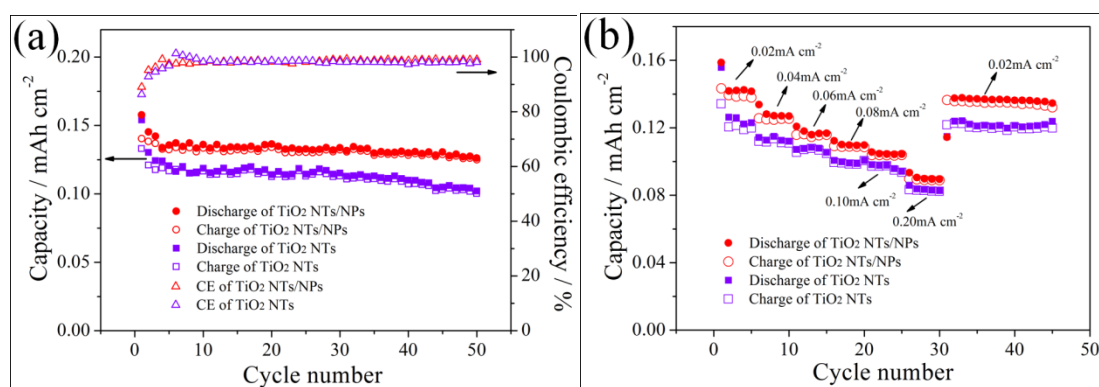 (a)
Capacity / mAh cm-2
0.20
0.15
0.10
0.05
0.00
100
80
60
40
20
0
Coulombic efficiency / %
Discharge of TiO2 NTs/NPs
Charge of TiO2 NTs/NPs
Discharge of TiO2 NTs
Charge of TiO2 NTs
CE of TiO2 NTs/NPs
CE of TiO2 NTs
0 10 20 30 40 50
Cycle number
(b)
Capacity / mAh cm-2
0.16
0.12
0.08
0.04
0.00
0.02mA cm-2
0.04mA cm-2
0.06mA cm-2
0.08mA cm-2
0.10mA cm-2
0.20mA cm-2
0.02mA cm-2
Discharge of TiO2 NTs/NPs
Charge of TiO2 NTs/NPs
Discharge of TiO2 NTs
Charge of TiO2 NTs
0 10 20 30 40 50
Cycle number